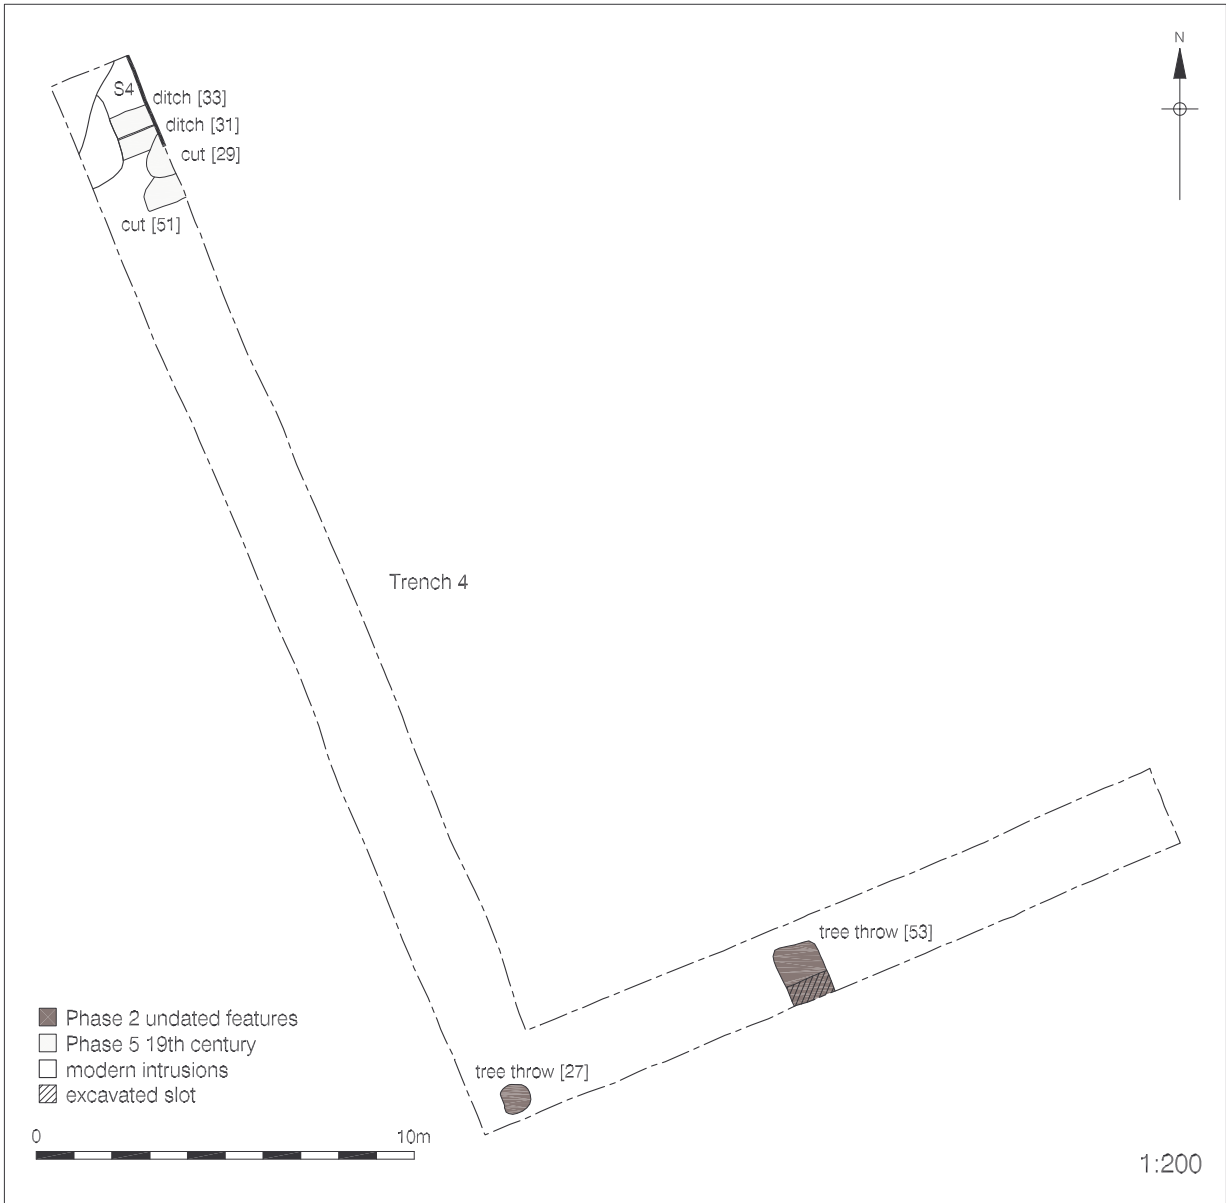 N
S4
ditch [33]
ditch [31]
cut [29]
cut [51]
Trench 4
tree throw [53]
tree throw [27]
Phase 2 undated features
Phase 5 19th century
modern intrusions
excavated slot
0 10m
1:200